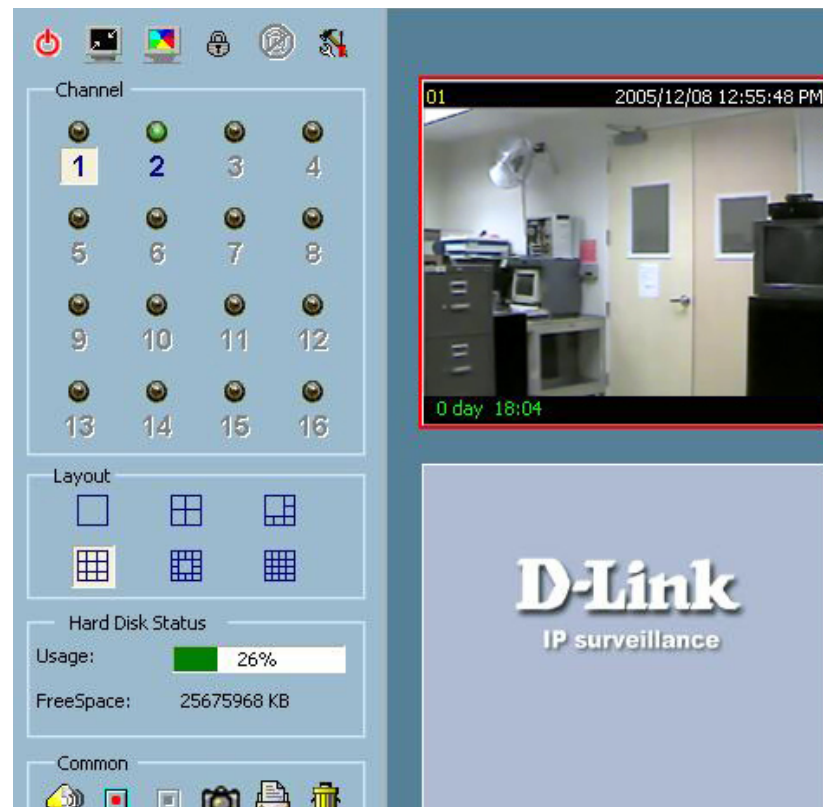 Channel
1 2 3 4
5 6 7 8
9 10 11 12
13 14 15 16
Layout
Hard Disk Status
Usage: 26%
FreeSpace: 25675968 KB
Common
01 2005/12/08 12:55:48 PM
0 day 18:04
D-Link
IP surveillance